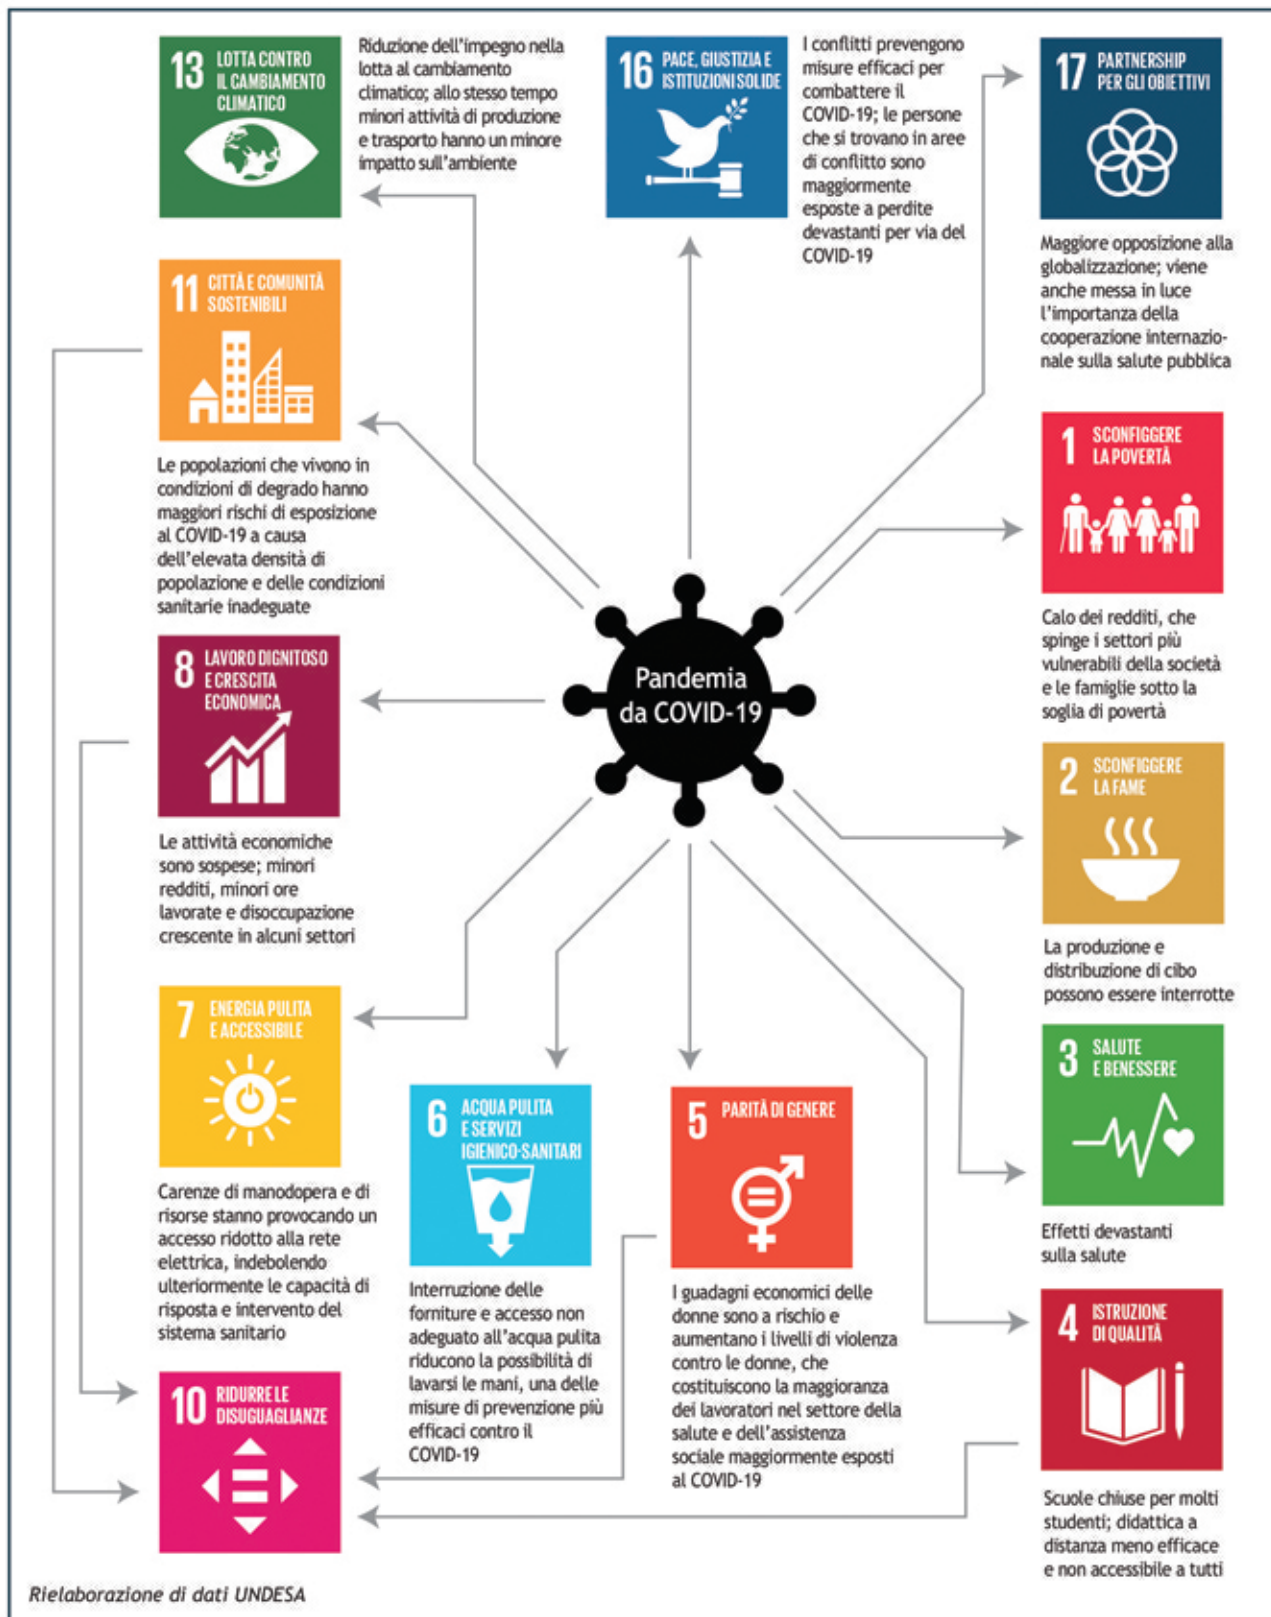 13 LOTTA CONTRO
IL CAMBIAMENTO
CLIMATICO
Riduzione dell'impegno nella
lotta al cambiamento
climatico; allo stesso tempo
minori attività di produzione
e trasporto hanno un minore
impatto sull'ambiente
16 PACE, GIUSTIZIA E
ISTITUZIONI SOLIDE
I conflitti prevengono
misure efficaci per
combattere il
COVID-19; le persone
che si trovano in aree
di conflitto sono
maggiormente
esposte a perdite
devastanti per via del
COVID-19
17 PARTNERSHIP
PER GLI OBIETTIVI
Maggiore opposizione alla
globalizzazione; viene
anche messa in luce
l'importanza della
cooperazione internazio-
nale sulla salute pubblica
11 CITTÀ E COMUNITÀ
SOSTENIBILI
Le popolazioni che vivono in
condizioni di degrado hanno
maggiori rischi di esposizione
al COVID-19 a causa
dell'elevata densità di
popolazione e delle condizioni
sanitarie inadeguate
1 SCONFIGGERE
LA POVERTÀ
Calo dei redditi, che
spinge i settori più
vulnerabili della società
e le famiglie sotto la
soglia di povertà
8 LAVORO DIGNITOSO
E CRESCITA
ECONOMICA
Le attività economiche
sono sospese; minori
redditi, minori ore
lavorate e disoccupazione
crescente in alcuni settori
Pandemia
da COVID-19
2 SCONFIGGERE
LA FAME
La produzione e
distribuzione di cibo
possono essere interrotte
7 ENERGIA PULITA
E ACCESSIBILE
Carenze di manodopera e di
risorse stanno provocando un
accesso ridotto alla rete
elettrica, indebolendo
ulteriormente le capacità di
risposta e intervento del
sistema sanitario
6 ACQUA PULITA
E SERVIZI
IGIENICO-SANITARI
Interruzione delle
forniture e accesso non
adeguato all'acqua pulita
riducono la possibilità di
lavarsi le mani, una delle
misure di prevenzione più
efficaci contro il
COVID-19
5 PARITÀ DI GENERE
I guadagni economici delle
donne sono a rischio e
aumentano i livelli di violenza
contro le donne, che
costituiscono la maggioranza
dei lavoratori nel settore della
salute e dell'assistenza
sociale maggiormente esposti
al COVID-19
3 SALUTE
E BENESSERE
Effetti devastanti
sulla salute
4 ISTRUZIONE
DI QUALITÀ
Scuole chiuse per molti
studenti; didattica a
distanza meno efficace
e non accessibile a tutti
10 RIDURRE LE
DISUGUAGLIANZE
Rielaborazione di dati UNDESA